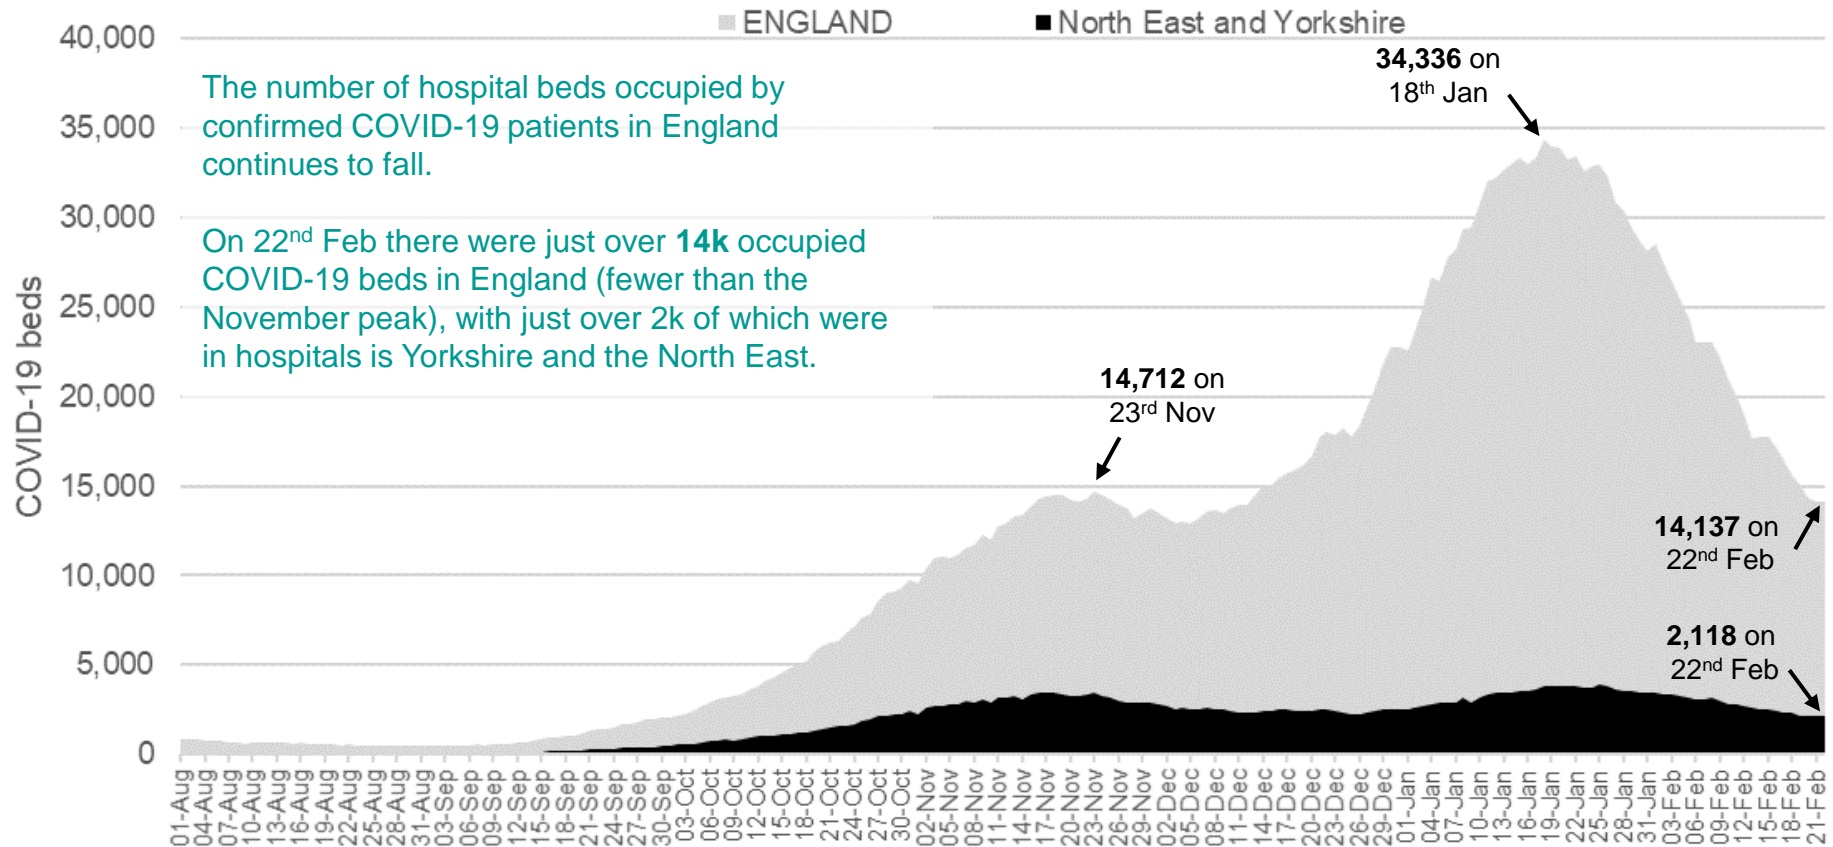 ENGLAND
North East and Yorkshire
40,000
35,000
30,000
25,000
20,000
15,000
10,000
5,000
0
COVID-19 beds
The number of hospital beds occupied by
confirmed COVID-19 patients in England
continues to fall.
On 22nd Feb there were just over 14k occupied
COVID-19 beds in England (fewer than the
November peak), with just over 2k of which were
in hospitals is Yorkshire and the North East.
34,336 on
18th Jan
14,712 on
23rd Nov
14,137 on
22nd Feb
2,118 on
22nd Feb
01-Aug
04-Aug
07-Aug
10-Aug
13-Aug
16-Aug
19-Aug
22-Aug
25-Aug
28-Aug
31-Aug
03-Sep
06-Sep
09-Sep
12-Sep
15-Sep
18-Sep
21-Sep
24-Sep
27-Sep
30-Sep
03-Oct
06-Oct
09-Oct
12-Oct
15-Oct
18-Oct
21-Oct
24-Oct
27-Oct
30-Oct
02-Nov
05-Nov
08-Nov
11-Nov
14-Nov
17-Nov
20-Nov
23-Nov
26-Nov
29-Nov
02-Dec
05-Dec
08-Dec
11-Dec
14-Dec
17-Dec
20-Dec
23-Dec
26-Dec
29-Dec
01-Jan
04-Jan
07-Jan
10-Jan
13-Jan
16-Jan
19-Jan
22-Jan
25-Jan
28-Jan
31-Jan
03-Feb
06-Feb
09-Feb
12-Feb
15-Feb
18-Feb
21-Feb